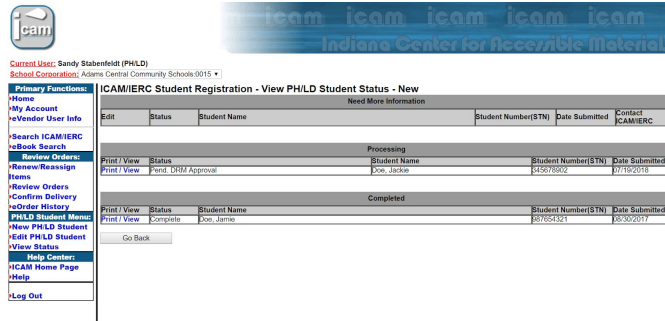 icam
icam icam icam icam icam
Indiana Center for Accessible Material
Current User: Sandy Stabenfeldt (PH/LD)
School Corporation: Adams Central Community Schools:0015
Primary Functions:
Home
My Account
eVendor User Info
Search ICAM/IERC
eBook Search
Review Orders:
Renew/Reassign
Items
Review Orders
Confirm Delivery
eOrder History
PH/LD Student Menu:
New PH/LD Student
Edit PH/LD Student
View Status
Help Center:
ICAM Home Page
Help
Log Out
ICAM/IERC Student Registration - View PH/LD Student Status - New
Need More Information
Edit Status Student Name Student Number(STN) Date Submitted Contact ICAM/IERC
Processing
Print / View Status Student Name Student Number(STN) Date Submitted
Print / View Pend. DRM Approval Doe, Jackie 345678902 07/19/2018
Completed
Print / View Status Student Name Student Number(STN) Date Submitted
Print / View Complete Doe, Jamie 987654321 08/30/2017
Go Back